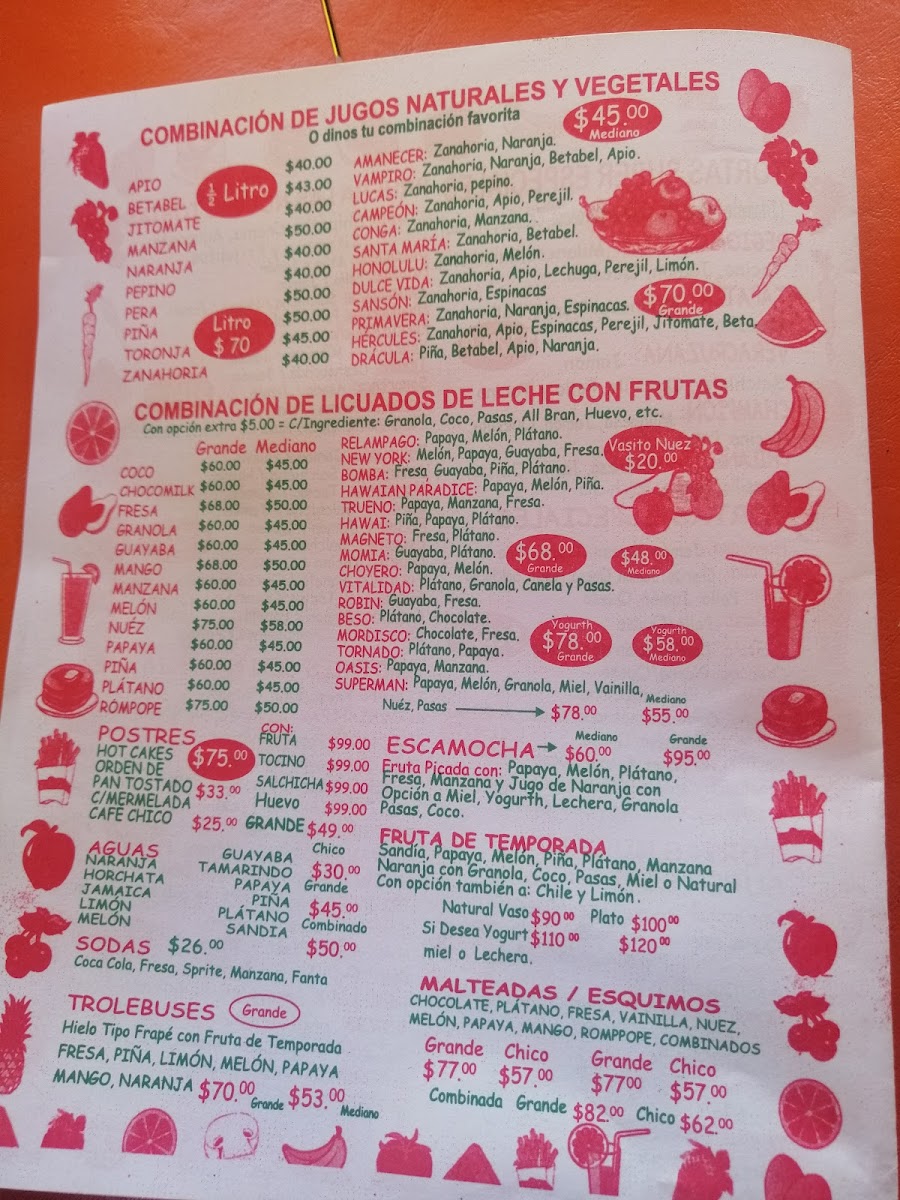 COMBINACIÓN DE JUGOS NATURALES Y VEGETALES
O dinos tu combinación favorita
$45.00
Mediano
½ Litro
APIO $40.00
BETABEL $43.00
JITOMATE $40.00
MANZANA $50.00
NARANJA $40.00
PEPINO $40.00
PERA $50.00
PIÑA $50.00
TORONJA $45.00
ZANAHORIA $40.00
Litro
$70
AMANECER: Zanahoria, Naranja.
VAMPIRO: Zanahoria, Naranja, Betabel, Apio.
LUCAS: Zanahoria, pepino.
CAMPEÓN: Zanahoria, Apio, Perejil.
CONGA: Zanahoria, Manzana.
SANTA MARÍA: Zanahoria, Betabel.
HONOLULU: Zanahoria, Melón.
DULCE VIDA: Zanahoria, Apio, Lechuga, Perejil, Limón.
SANSÓN: Zanahoria, Espinacas
PRIMAVERA: Zanahoria, Naranja, Espinacas.
HÉRCULES: Zanahoria, Apio, Espinacas, Perejil, Jitomate, Beta,
DRÁCULA: Piña, Betabel, Apio, Naranja.
$70.00
Grande
COMBINACIÓN DE LICUADOS DE LECHE CON FRUTAS
Con opción extra $5.00 = C/Ingrediente: Granola, Coco, Pasas, All Bran, Huevo, etc.
Grande Mediano
COCO $60.00 $45.00
CHOCOMILK $60.00 $45.00
FRESA $68.00 $50.00
GRANOLA $60.00 $45.00
GUAYABA $60.00 $45.00
MANGO $68.00 $50.00
MANZANA $60.00 $45.00
MELÓN $60.00 $45.00
NUÉZ $75.00 $58.00
PAPAYA $60.00 $45.00
PIÑA $60.00 $45.00
PLÁTANO $60.00 $45.00
ROMPOPE $75.00 $50.00
RELAMPAGO: Papaya, Melón, Plátano.
NEW YORK: Melón, Papaya, Guayaba, Fresa.
BOMBA: Fresa, Guayaba, Piña, Plátano.
HAWAIAN PARADICE: Papaya, Melón, Piña.
TRUENO: Papaya, Manzana, Fresa.
HAWAI: Piña, Papaya, Plátano.
MAGNETO: Fresa, Plátano.
MOMIA: Guayaba, Plátano.
CHOYERO: Papaya, Melón.
VITALIDAD: Plátano, Granola, Canela y Pasas.
ROBIN: Guayaba, Fresa.
BESO: Plátano, Chocolate.
MORDISCO: Chocolate, Fresa.
TORNADO: Plátano, Papaya.
OASIS: Papaya, Manzana.
SUPERMAN: Papaya, Melón, Granola, Miel, Vainilla,
Nuéz, Pasas $78.00 Mediano $55.00
Vasito Nuez
$20.00
$68.00
Grande
$48.00
Mediano
Yogurth
$78.00
Grande
Yogurth
$58.00
Mediano
POSTRES
HOT CAKES $75.00
ORDEN DE
PAN TOSTADO $33.00
C/MERMELADA
CAFE CHICO $25.00 GRANDE $49.00
CON:
FRUTA $99.00
TOCINO $99.00
SALCHICHA $99.00
Huevo $99.00
ESCAMOCHA
Mediano Grande
$60.00 $95.00
Fruta Picada con: Papaya, Melón, Plátano,
Fresa, Manzana y Jugo de Naranja con
Opción a Miel, Yogurth, Lechera, Granola
Pasas, Coco.
AGUAS
NARANJA
HORCHATA
JAMAICA
LIMÓN
MELÓN
GUAYABA
TAMARINDO
PAPAYA
PIÑA
PLÁTANO
SANDIA
Chico
$30.00
Grande
$45.00
Combinado
$50.00
SODAS $26.00
Coca Cola, Fresa, Sprite, Manzana, Fanta
FRUTA DE TEMPORADA
Sandía, Papaya, Melón, Piña, Plátano, Manzana
Naranja con Granola, Coco, Pasas, Miel o Natural
Con opción también a: Chile y Limón.
Natural Vaso $90.00 Plato $100.00
Si Desea Yogurt $110.00 $120.00
miel o Lechera.
TROLEBUSES Grande
Hielo Tipo Frapé con Fruta de Temporada
FRESA, PIÑA, LIMÓN, MELÓN, PAPAYA
MANGO, NARANJA $70.00 Grande $53.00 Mediano
MALTEADAS / ESQUIMOS
CHOCOLATE, PLÁTANO, FRESA, VAINILLA, NUEZ,
MELÓN, PAPAYA, MANGO, ROMPPOPE, COMBINADOS
Grande Chico Grande Chico
$77.00 $57.00 $7700 $57.00
Combinada Grande $82.00 Chico $62.00